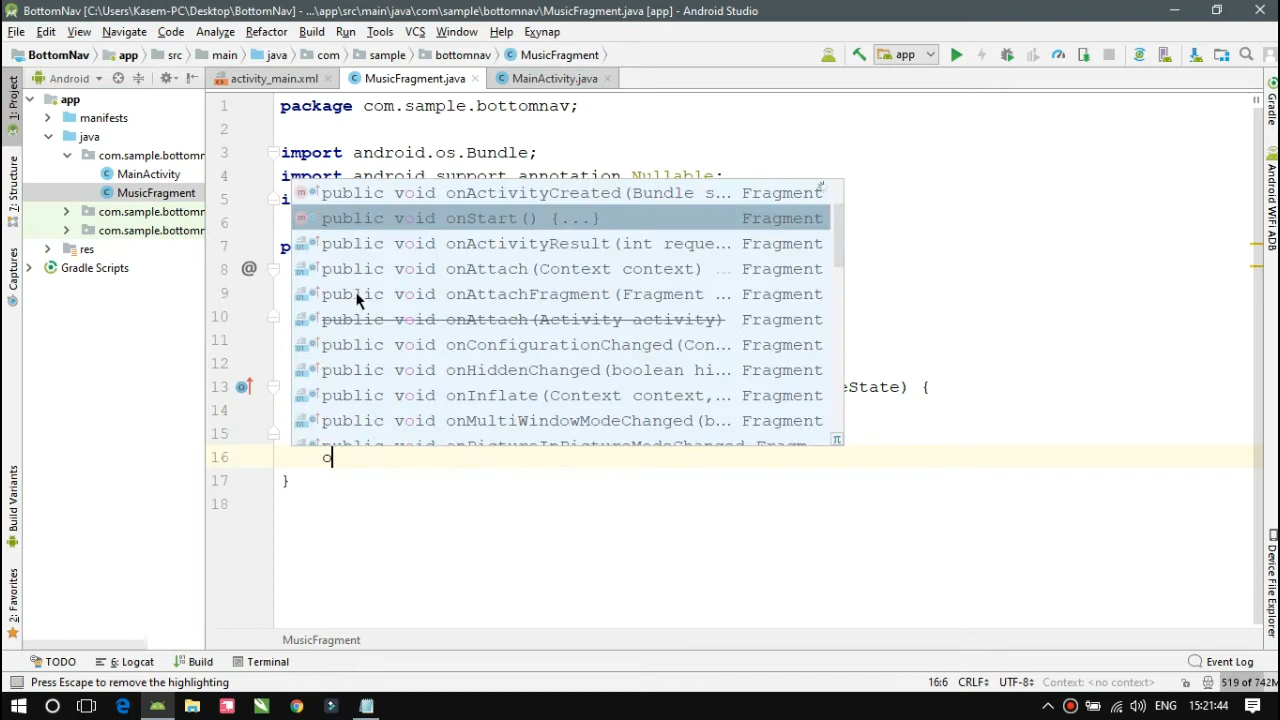 BottomNav [C:\Users\Kasem-PC\Desktop\BottomNav] - ...\app\src\main\java\com\sample\bottomnav\MusicFragment.java [app] - Android Studio
File Edit View Navigate Code Analyze Refactor Build Run Tools VCS Window Help Exynap
BottomNav app src main java com sample bottomnav MusicFragment app
Android activity_main.xml MusicFragment.java MainActivity.java
1: Project
7: Structure
Captures
Build Variants
2: Favorites
app
manifests
java
com.sample.bottomn
MainActivity
MusicFragment
com.sample.bottomn
com.sample.bottomn
res
Gradle Scripts
1 package com.sample.bottomnav;
2
3 import android.os.Bundle;
4 import android.support.annotation.Nullable;
5 i
6
7 p
8 @
9
10
11
12
13 eState) {
14
15
16 o
17 }
18
public void onActivityCreated(Bundle s... Fragment
public void onStart() {...} Fragment
public void onActivityResult(int reque... Fragment
public void onAttach(Context context) ... Fragment
public void onAttachFragment(Fragment ... Fragment
public void onAttach(Activity activity) Fragment
public void onConfigurationChanged(Con... Fragment
public void onHiddenChanged(boolean hi... Fragment
public void onInflate(Context context,... Fragment
public void onMultiWindowModeChanged(b... Fragment
public void onPictureInPictureModeChanged Fragm
π
Gradle
Android WiFi ADB
Device File Explorer
MusicFragment
TODO 6: Logcat Build Terminal Event Log
Press Escape to remove the highlighting 16:6 CRLF÷ UTF-8÷ Context: <no context> 519 of 742M
ENG 15:21:44